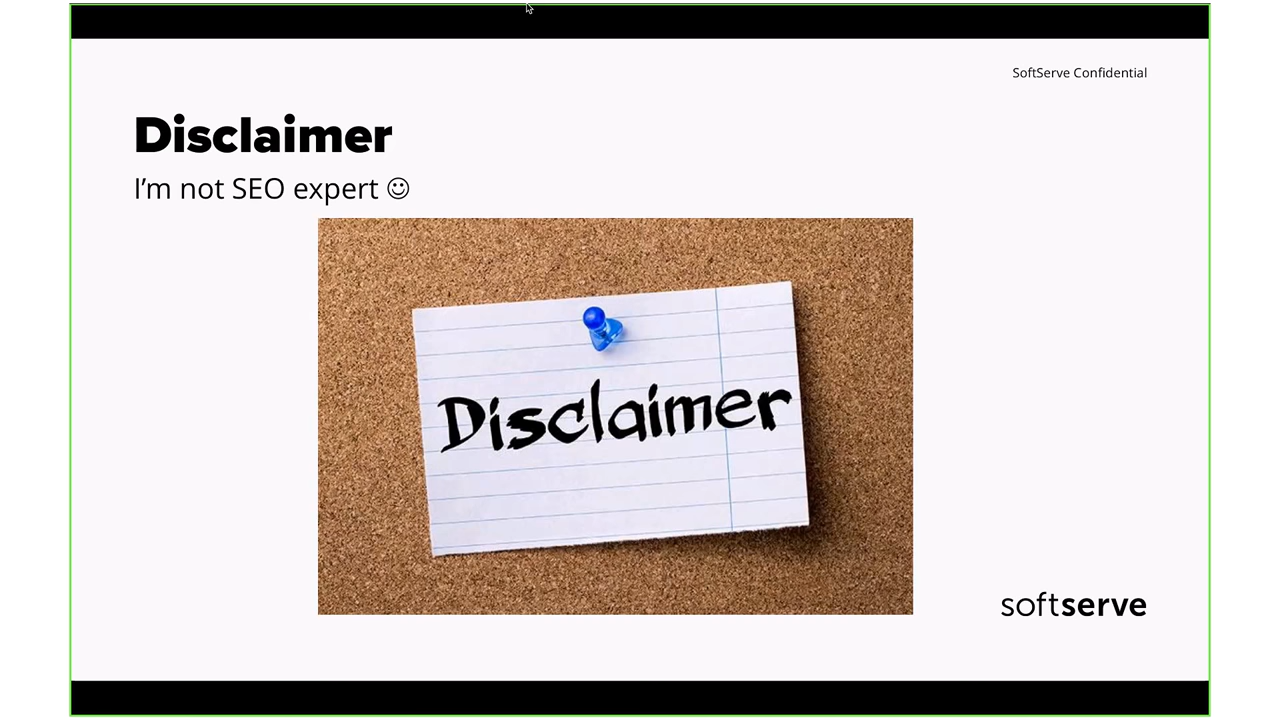 SoftServe Confidential
Disclaimer
I’m not SEO expert ☺
Disclaimer
softserve